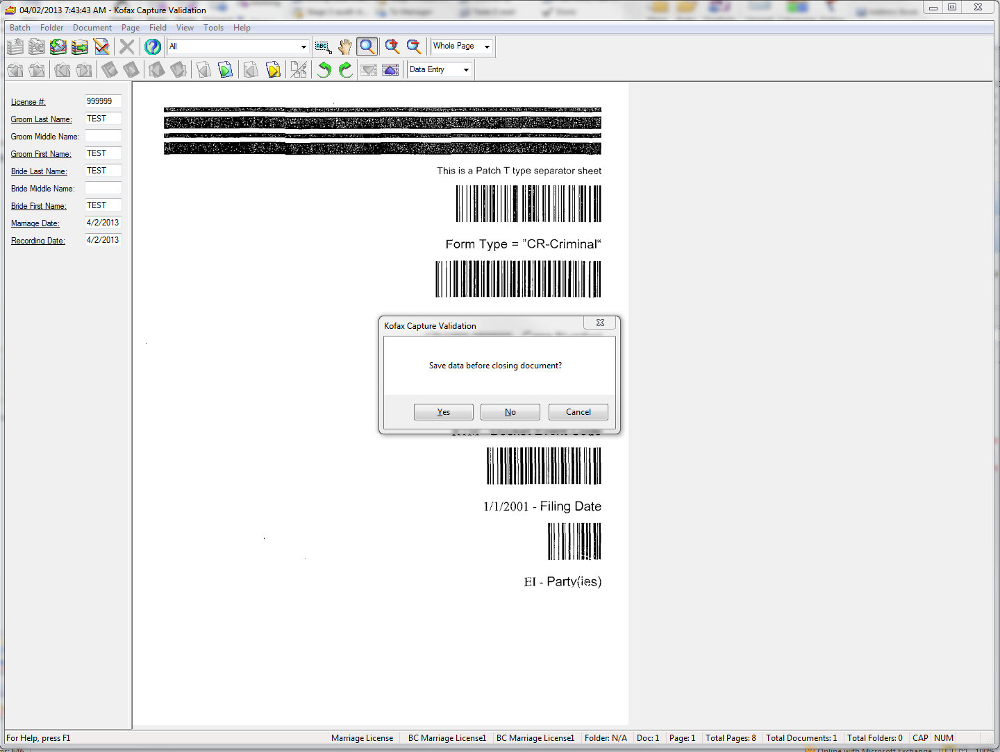 04/02/2013 7:43:43 AM - Kofax Capture Validation
Batch Folder Document Page Field View Tools Help
All
ABC
Whole Page
Data Entry
License #: 999999
Groom Last Name: TEST
Groom Middle Name:
Groom First Name: TEST
Bride Last Name: TEST
Bride Middle Name:
Bride First Name: TEST
Marriage Date: 4/2/2013
Recording Date: 4/2/2013
This is a Patch T type separator sheet
Form Type = "CR-Criminal"
Kofax Capture Validation
Save data before closing document?
Yes No Cancel
1/1/2001 - Filing Date
EI - Party(ies)
For Help, press F1
Marriage License BC Marriage License1 BC Marriage License1 Folder: N/A Doc: 1 Page: 1 Total Pages: 8 Total Documents: 1 Total Folders: 0 CAP NUM
Online with Microsoft Exchange 100%